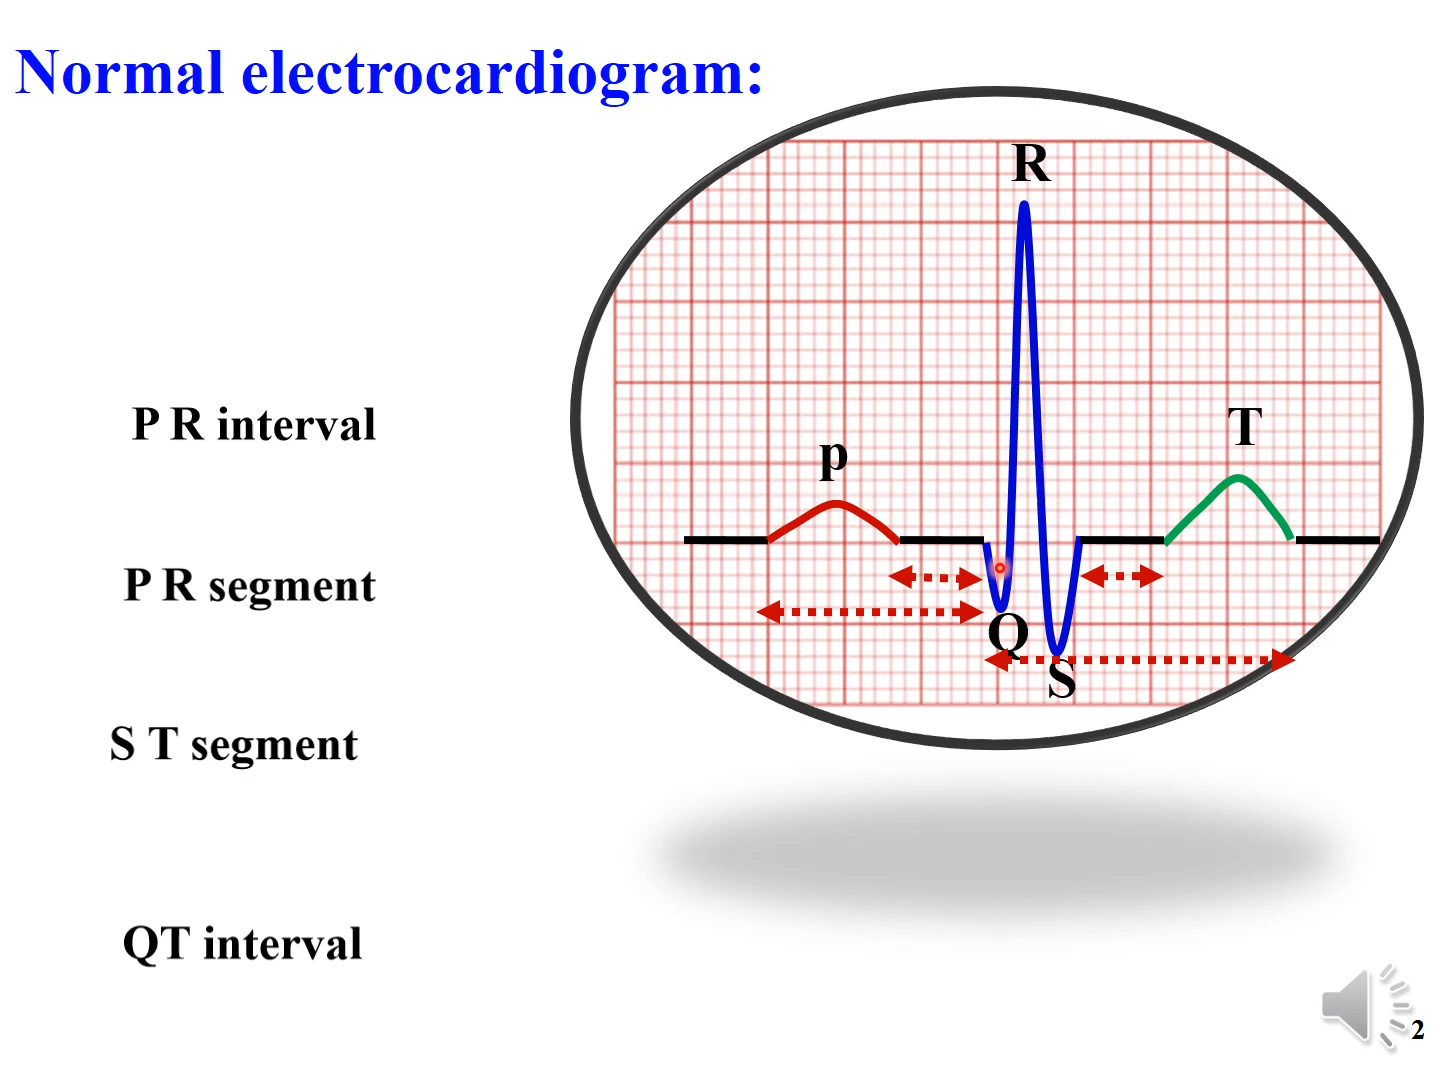 Normal electrocardiogram:
R
T
p
P R interval
P R segment
Q
S
S T segment
QT interval
2